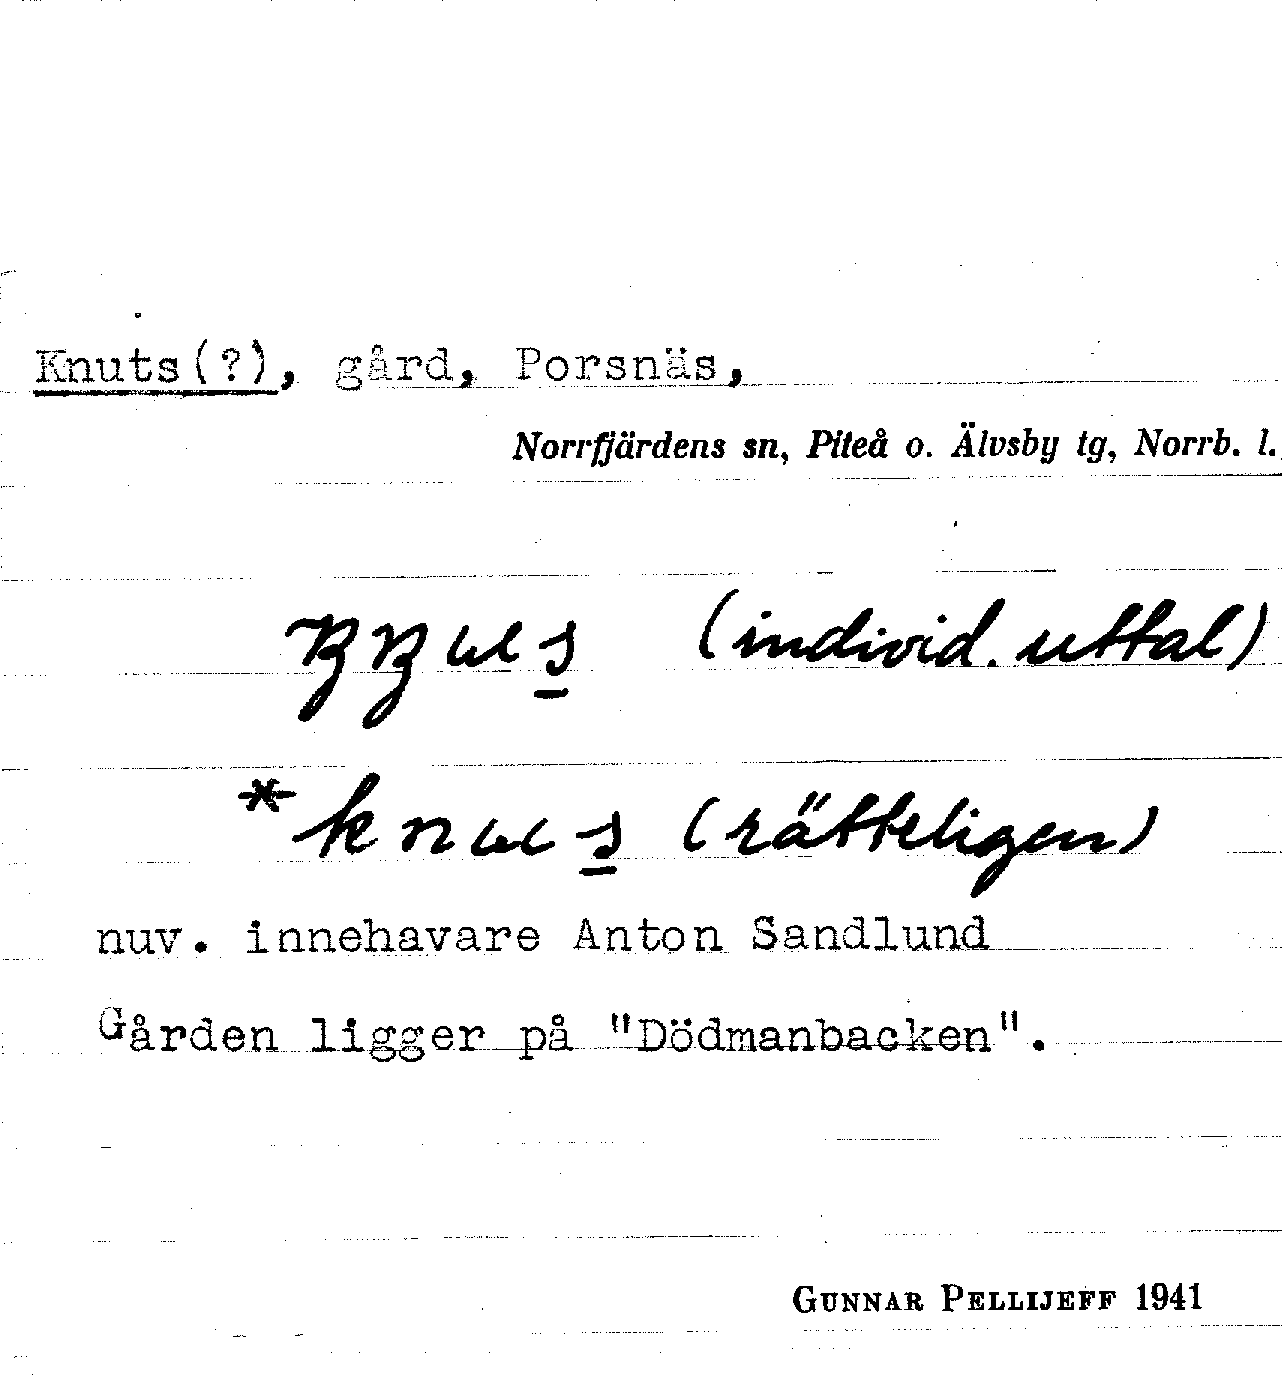 Knuts(?), gård, Porsnäs,
Norrfjärdens sn, Piteå o. Älvsby tg, Norrb. l.
(individ. uttal)
*knɯs (rätteligen)
nuv. innehavare Anton Sandlund
Gården ligger på "Dödmanbacken".
GUNNAR PELLIJEFF 1941